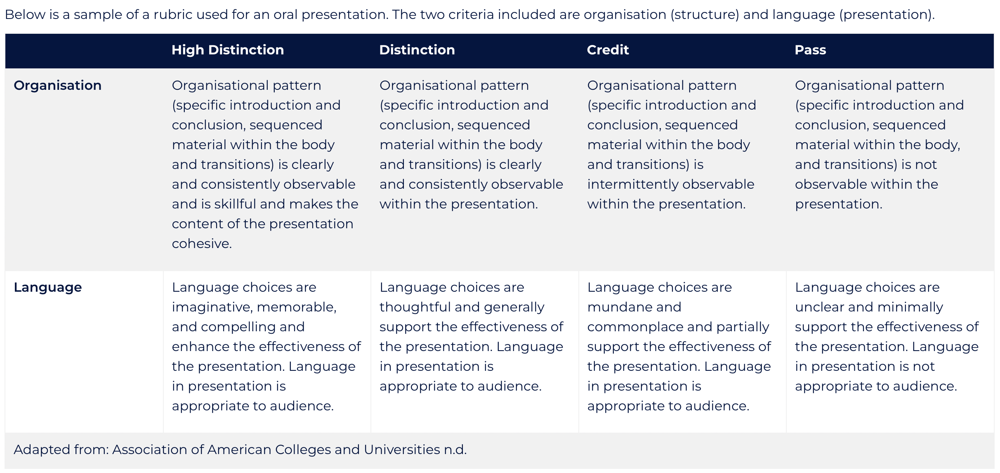 Below is a sample of a rubric used for an oral presentation. The two criteria included are organisation (structure) and language (presentation).
High Distinction
Distinction
Credit
Pass
Organisation
Organisational pattern
(specific introduction and
conclusion, sequenced
material within the body
and transitions) is clearly
and consistently observable
and is skillful and makes the
content of the presentation
cohesive.
Organisational pattern
(specific introduction and
conclusion, sequenced
material within the body
and transitions) is clearly
and consistently observable
within the presentation.
Organisational pattern
(specific introduction and
conclusion, sequenced
material within the body
and transitions) is
intermittently observable
within the presentation.
Organisational pattern
(specific introduction and
conclusion, sequenced
material within the body,
and transitions) is not
observable within the
presentation.
Language
Language choices are
imaginative, memorable,
and compelling and
enhance the effectiveness of
the presentation. Language
in presentation is
appropriate to audience.
Language choices are
thoughtful and generally
support the effectiveness of
the presentation. Language
in presentation is
appropriate to audience.
Language choices are
mundane and
commonplace and partially
support the effectiveness of
the presentation. Language
in presentation is
appropriate to audience.
Language choices are
unclear and minimally
support the effectiveness of
the presentation. Language
in presentation is not
appropriate to audience.
Adapted from: Association of American Colleges and Universities n.d.